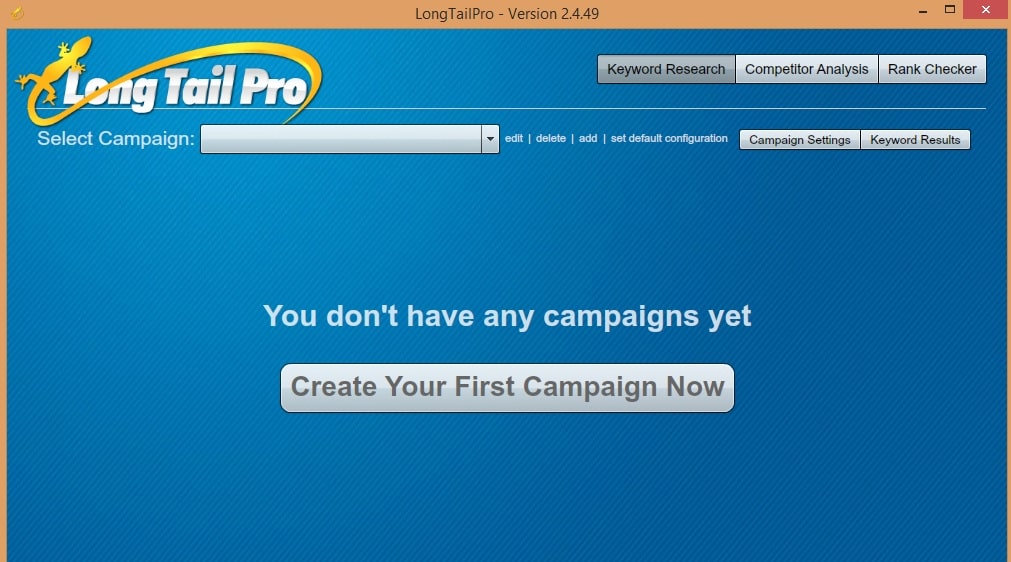 LongTailPro - Version 2.4.49
Long Tail Pro
Keyword Research Competitor Analysis Rank Checker
Select Campaign: edit | delete | add | set default configuration Campaign Settings Keyword Results
You don't have any campaigns yet
Create Your First Campaign Now